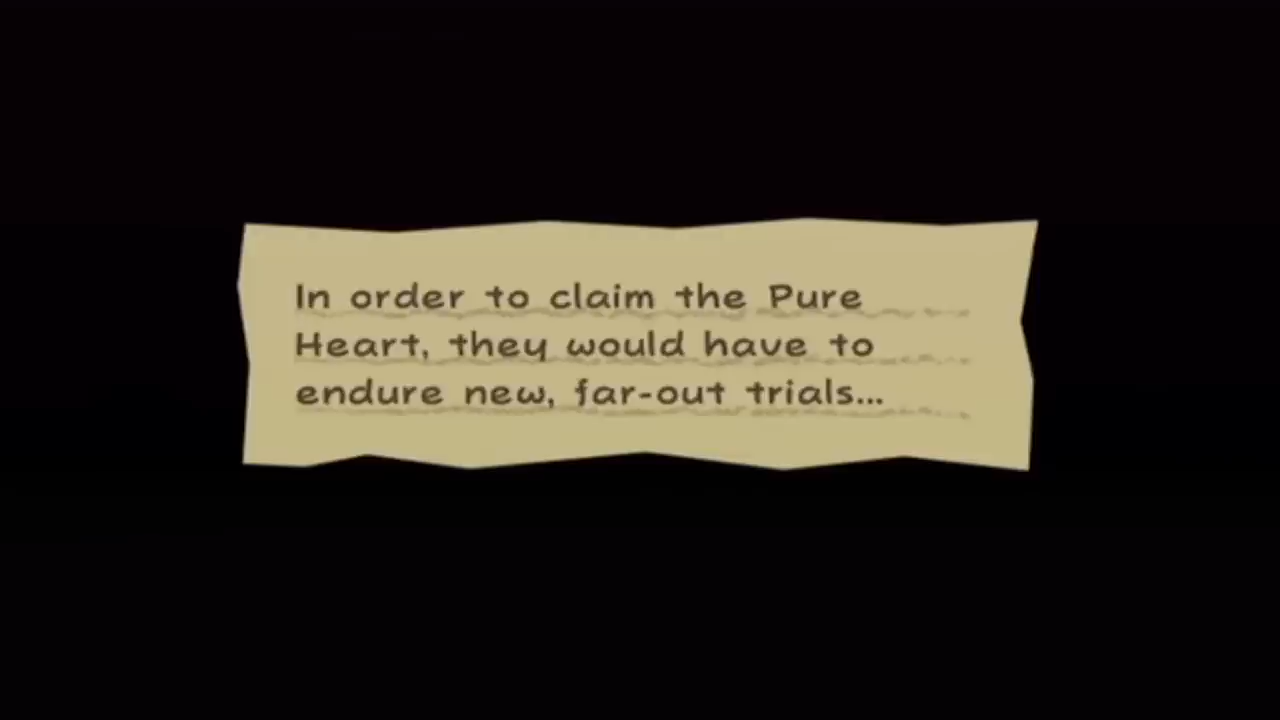 In order to claim the Pure
Heart, they would have to
endure new, far-out trials...